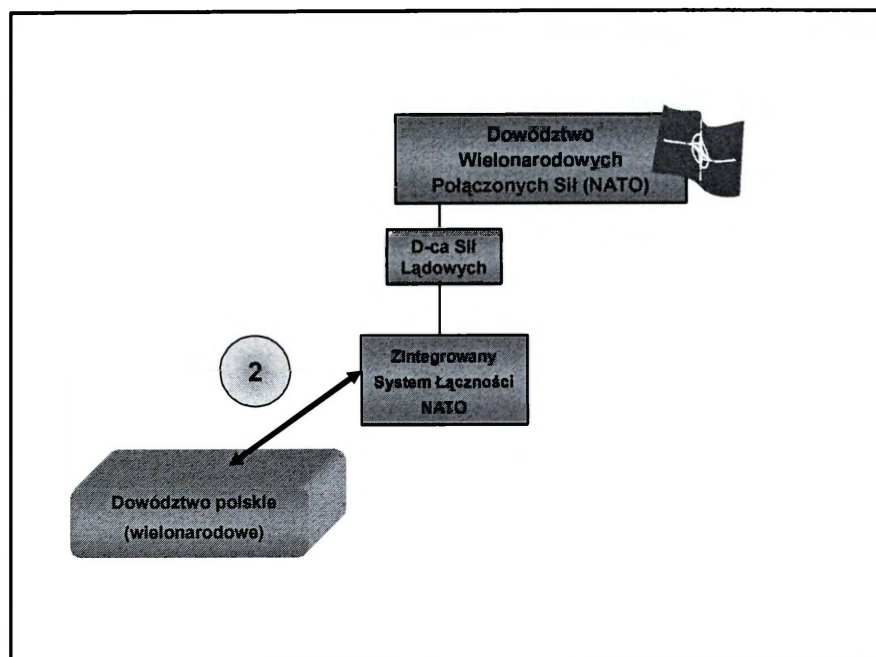 Dowództwo
Wielonarodowych
Połączonych Sił (NATO)
D-ca Sił
Lądowych
Zintegrowany
System Łączności
NATO
2
Dowództwo polskie
(wielonarodowe)